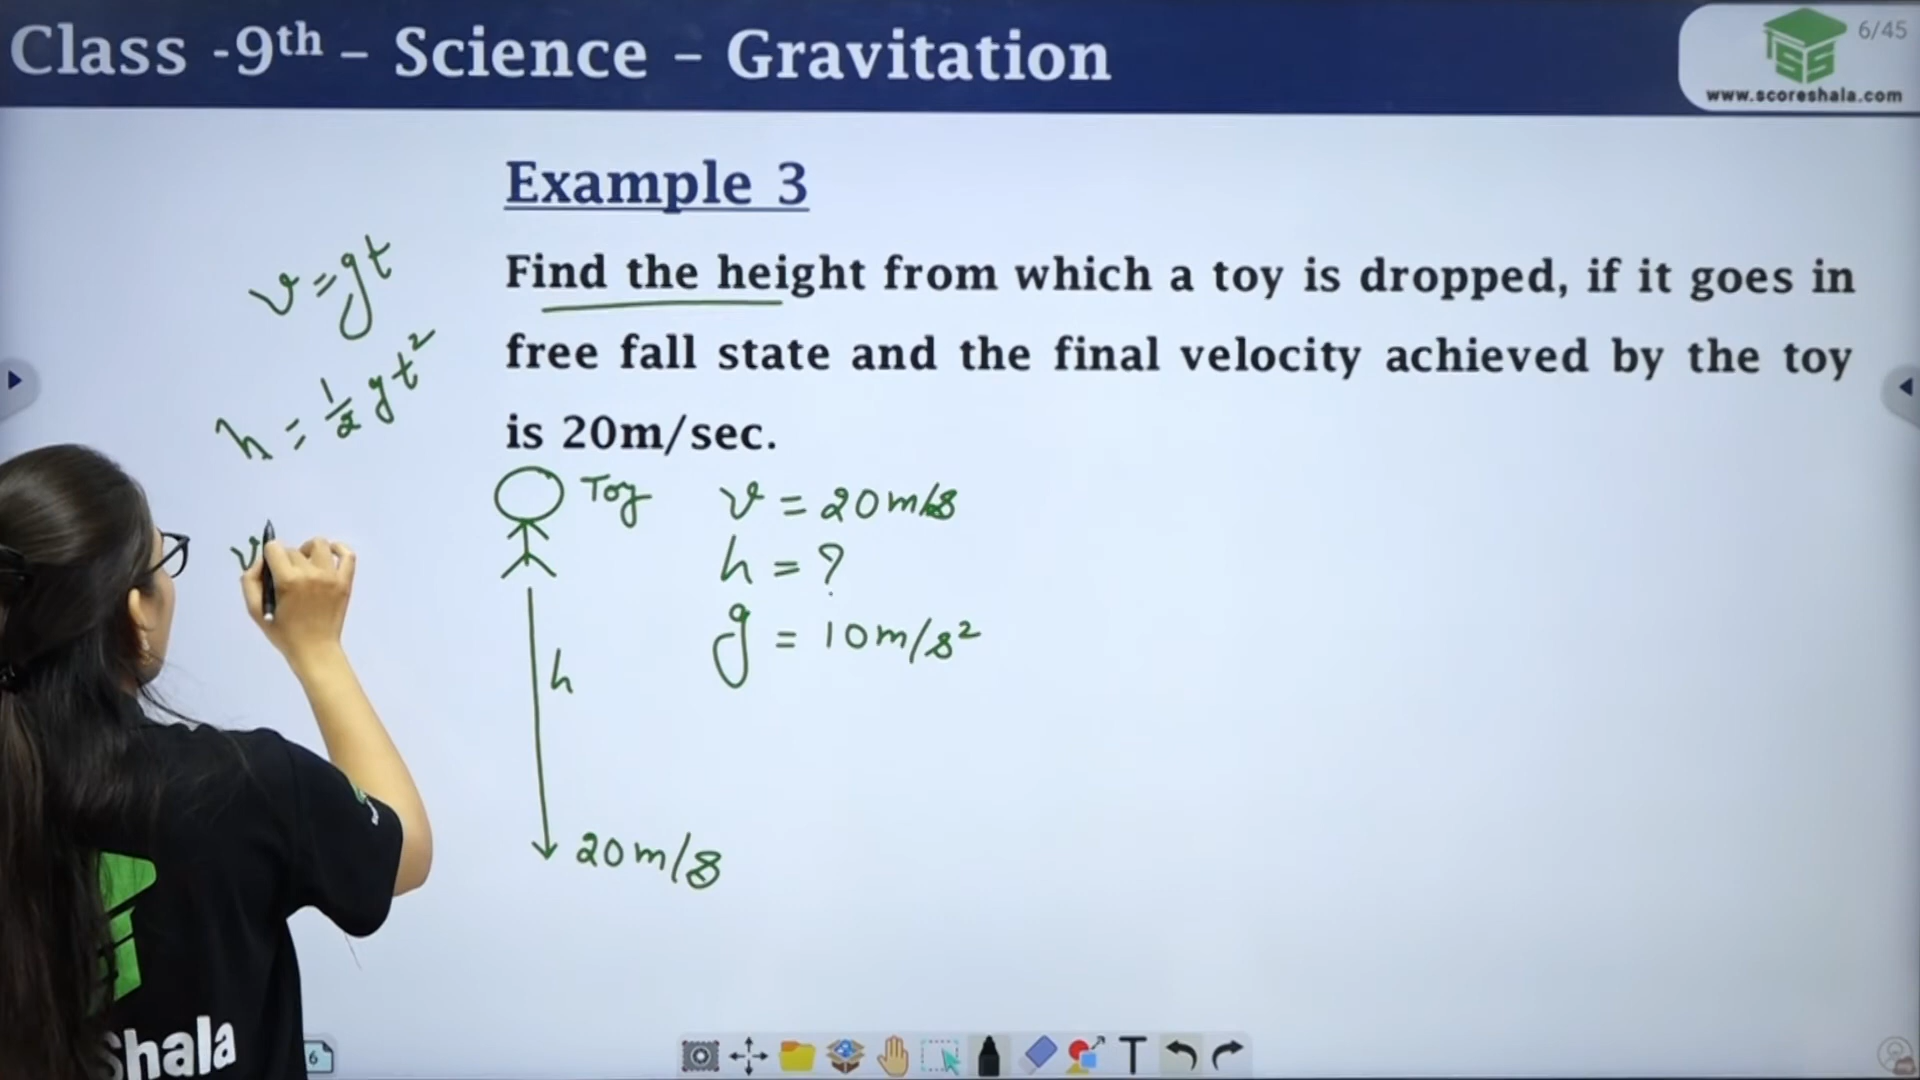 Class -9th – Science – Gravitation
6/45
www.scoreshala.com
Example 3
Find the height from which a toy is dropped, if it goes in
free fall state and the final velocity achieved by the toy
is 20m/sec.
v = gt
h = 1/2 gt²
v
Toy
v = 20m/s
h = ?
g = 10m/s²
h
20m/s
Shala
6
T